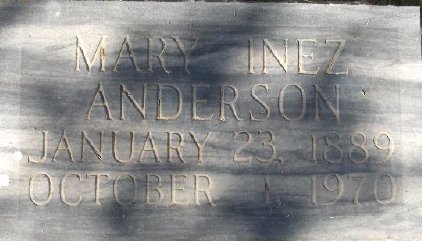 MARY INEZ
ANDERSON
JANUARY 23, 1889
OCTOBER 1, 1970